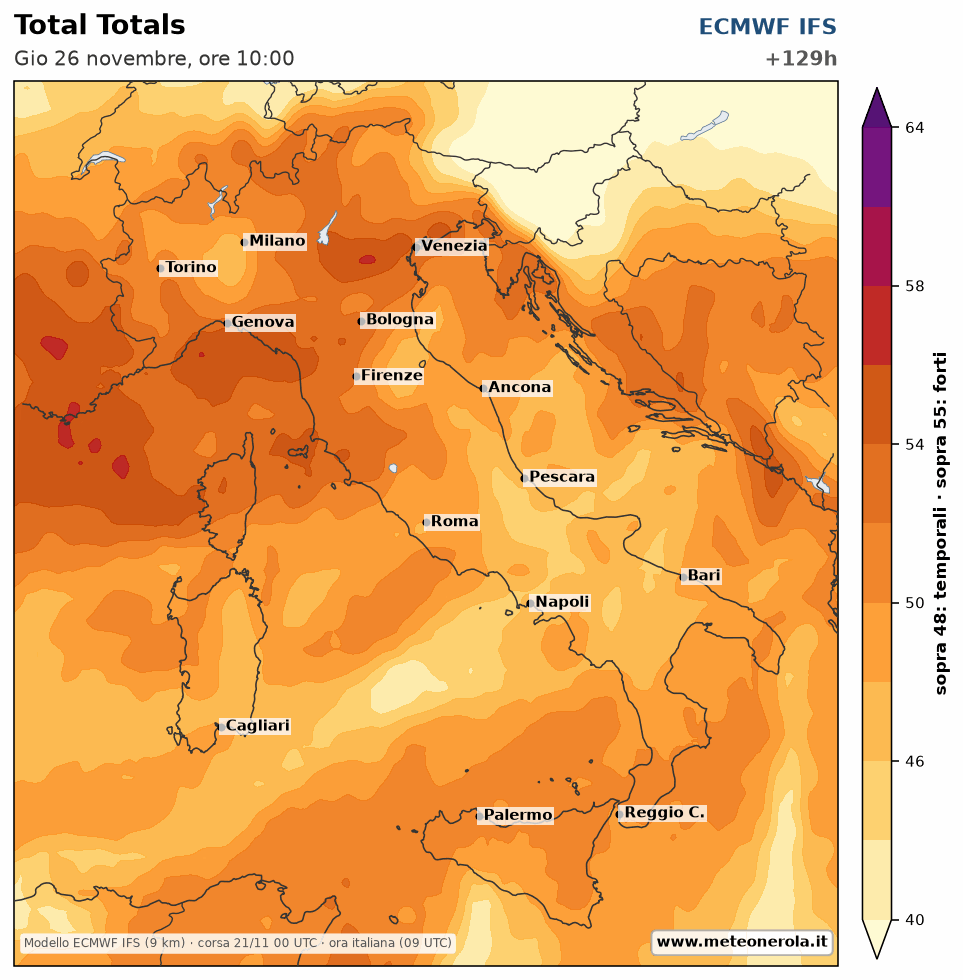 Total Totals
ECMWF IFS
Gio 26 novembre, ore 10:00
+129h
Milano
Venezia
Torino
Genova
Bologna
Firenze
Ancona
Pescara
Roma
Bari
Napoli
Cagliari
Palermo
Reggio C.
64
58
54
50
46
40
sopra 48: temporali · sopra 55: forti
Modello ECMWF IFS (9 km) · corsa 21/11 00 UTC · ora italiana (09 UTC)
www.meteonerola.it